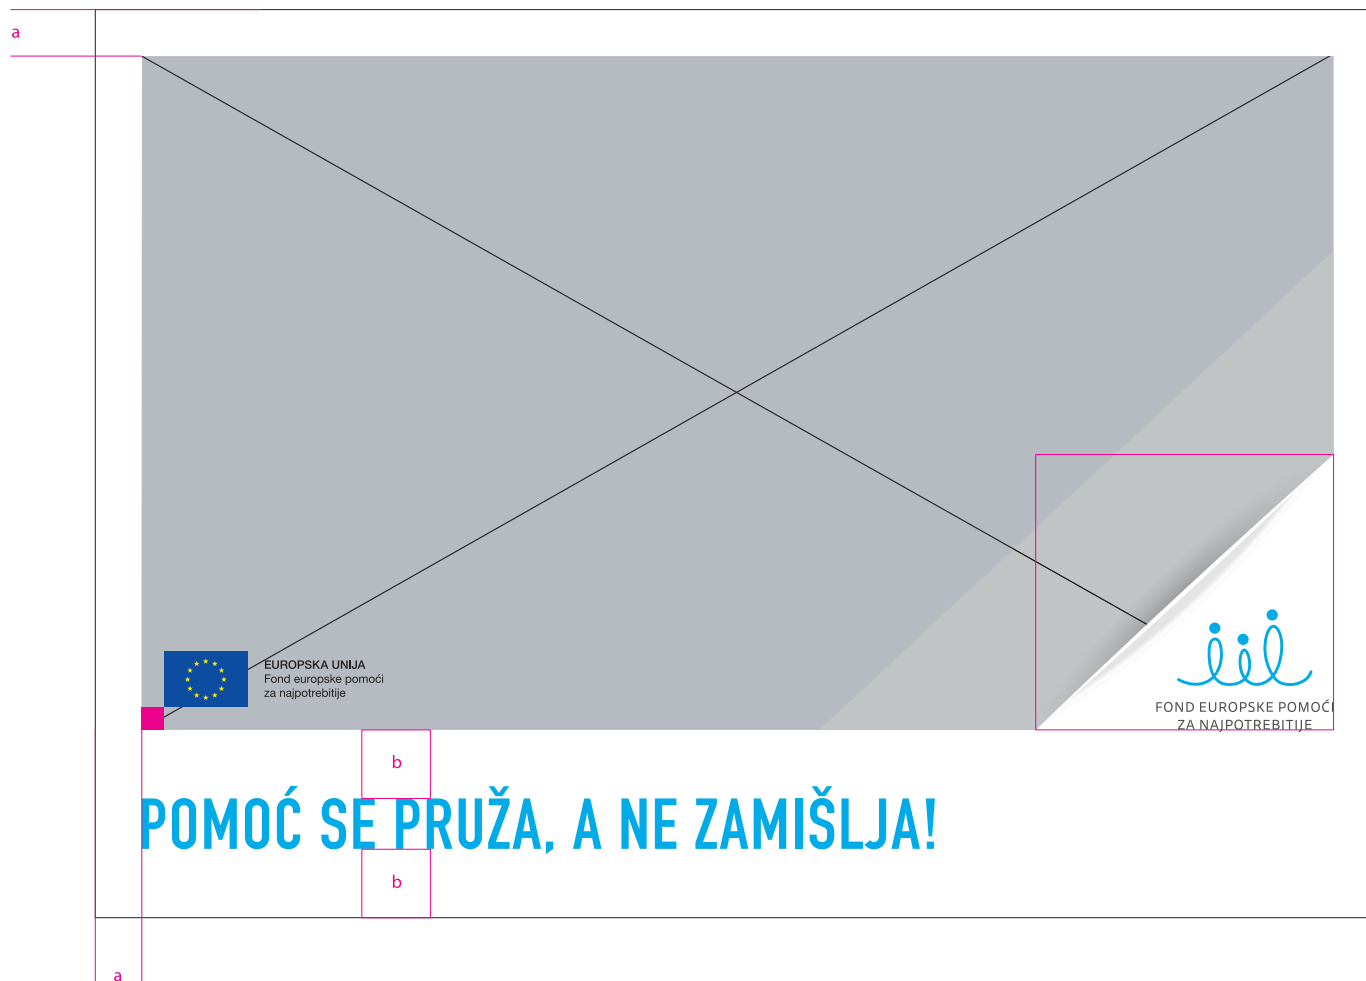 a
EUROPSKA UNIJA
Fond europske pomoći
za najpotrebitije
FOND EUROPSKE POMOĆI
ZA NAJPOTREBITIJE
b
POMOĆ SE PRUŽA, A NE ZAMIŠLJA!
b
a